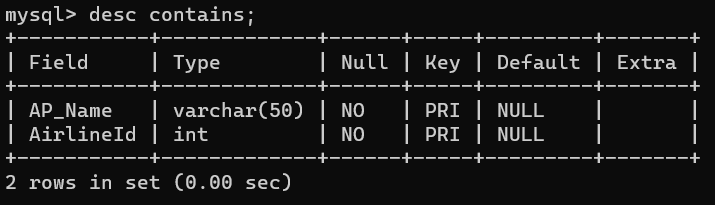 mysql> desc contains;
+-----------+-------------+------+-----+---------+-------+
| Field     | Type        | Null | Key | Default | Extra |
+-----------+-------------+------+-----+---------+-------+
| AP_Name   | varchar(50) | NO   | PRI | NULL    |       |
| AirlineId | int         | NO   | PRI | NULL    |       |
+-----------+-------------+------+-----+---------+-------+
2 rows in set (0.00 sec)